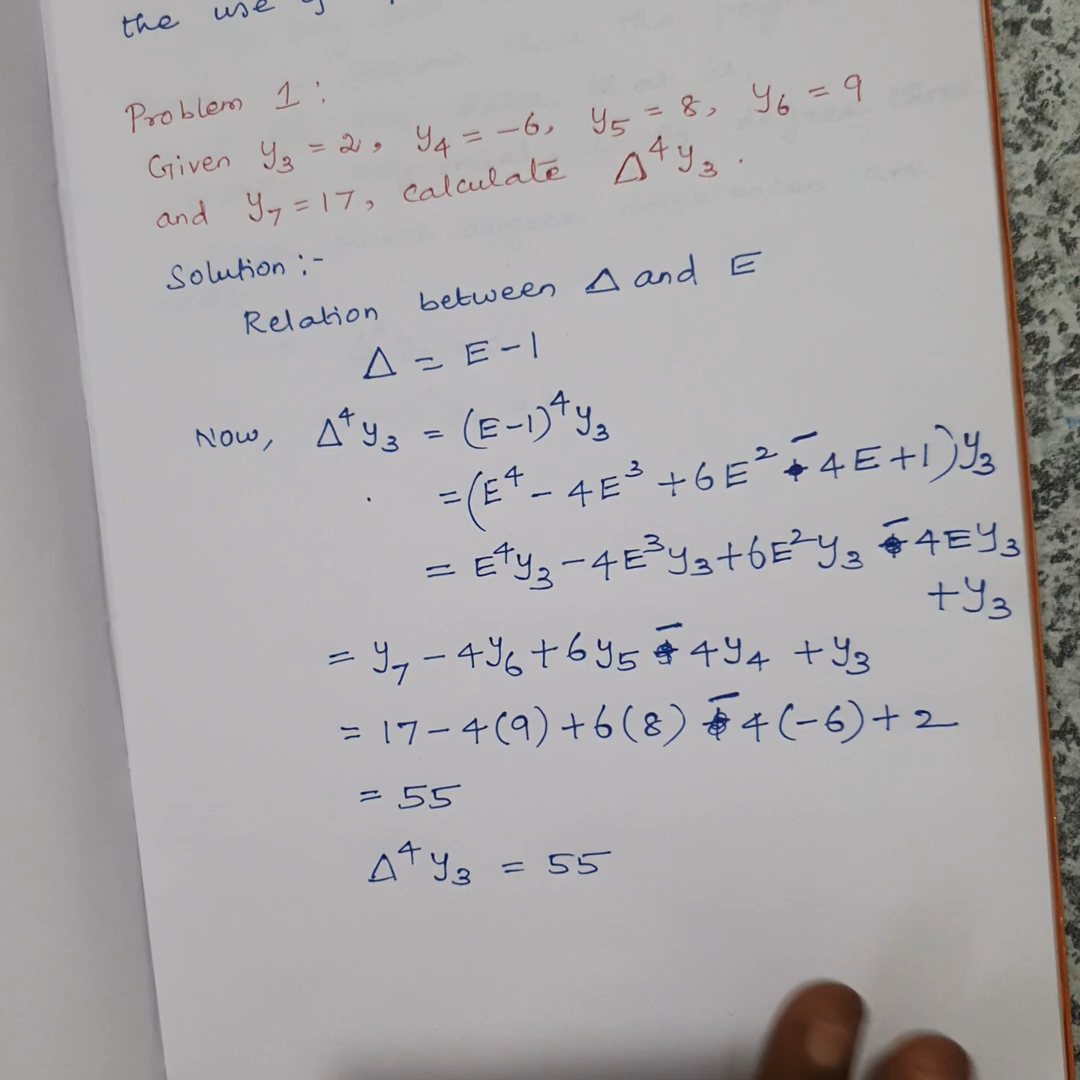 the use
Problem 1:
Given y₃ = 2, y₄ = -6, y₅ = 8, y₆ = 9
and y₇ = 17, calculate Δ⁴y₃.
Solution :-
Relation between Δ and E
Δ = E-1
Now, Δ⁴y₃ = (E-1)⁴y₃
= (E⁴ - 4E³ + 6E² - 4E + 1)y₃
= E⁴y₃ - 4E³y₃ + 6E²y₃ - 4Ey₃
+ y₃
= y₇ - 4y₆ + 6y₅ - 4y₄ + y₃
= 17 - 4(9) + 6(8) - 4(-6) + 2
= 55
Δ⁴y₃ = 55